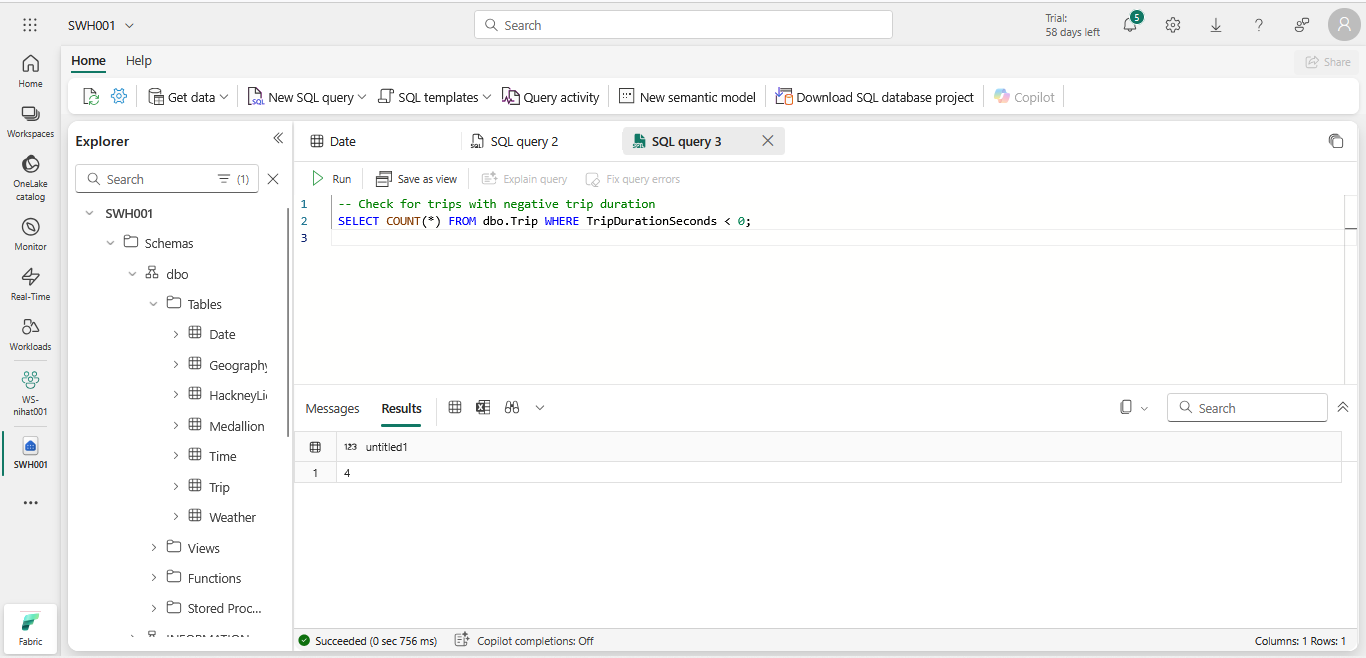 SWH001
Search
Trial:
58 days left
5
Home
Help
Share
Get data
New SQL query
SQL templates
Query activity
New semantic model
Download SQL database project
Copilot
Home
Workspaces
OneLake
catalog
Monitor
Real-Time
Workloads
WS-
nihat001
SWH001
Fabric
Explorer
Search
(1)
SWH001
Schemas
dbo
Tables
Date
Geography
HackneyLi
Medallion
Time
Trip
Weather
Views
Functions
Stored Proc...
Date
SQL query 2
SQL query 3
Run
Save as view
Explain query
Fix query errors
1 -- Check for trips with negative trip duration
2 SELECT COUNT(*) FROM dbo.Trip WHERE TripDurationSeconds < 0;
3
Messages
Results
Search
123 untitled1
1 4
Succeeded (0 sec 756 ms)
Copilot completions: Off
Columns: 1 Rows: 1